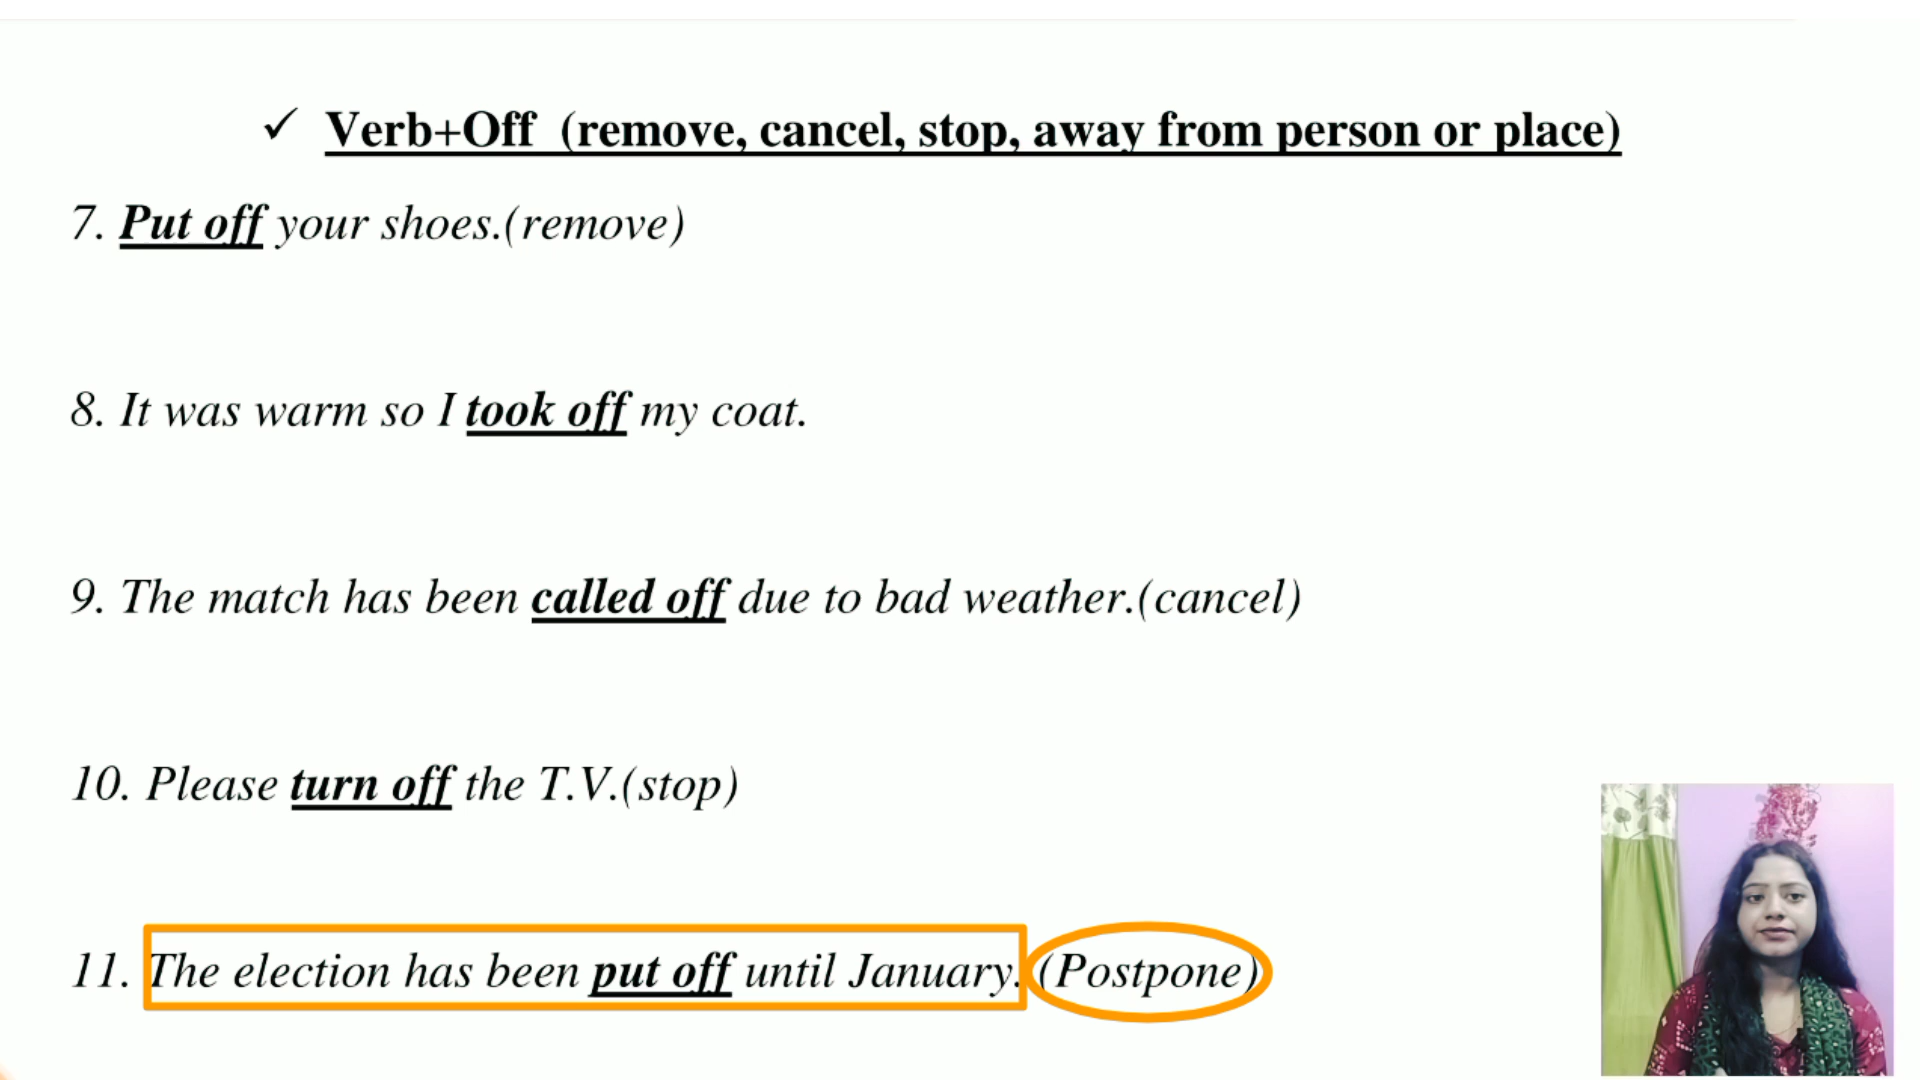 ✓ Verb+Off (remove, cancel, stop, away from person or place)
7. Put off your shoes.(remove)
8. It was warm so I took off my coat.
9. The match has been called off due to bad weather.(cancel)
10. Please turn off the T.V.(stop)
11. The election has been put off until January. (Postpone)